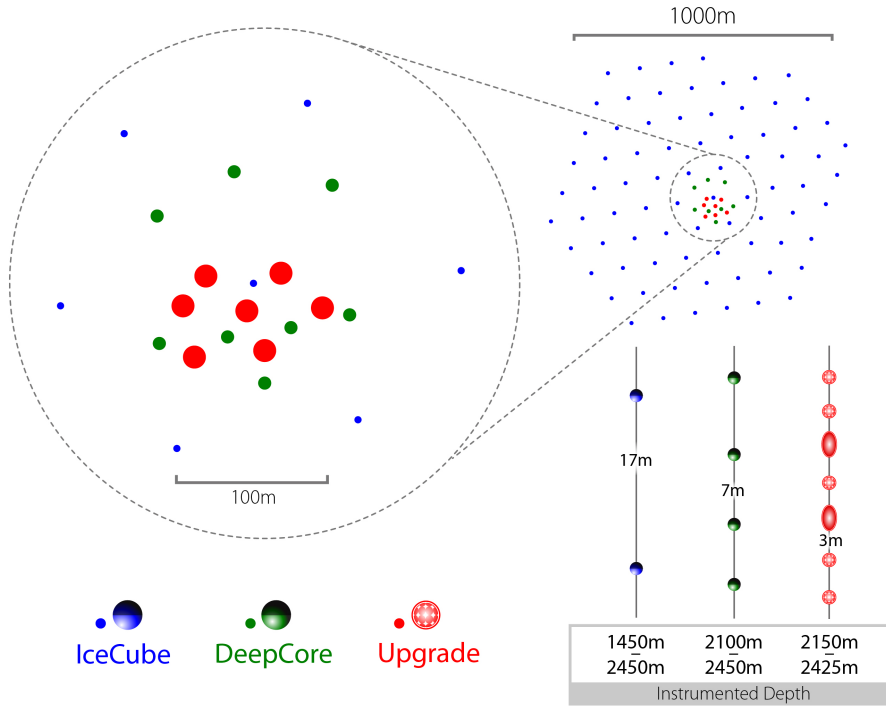 1000m
100m
17m
7m
3m
IceCube
DeepCore
Upgrade
1450m
–
2450m
2100m
–
2450m
2150m
–
2425m
Instrumented Depth